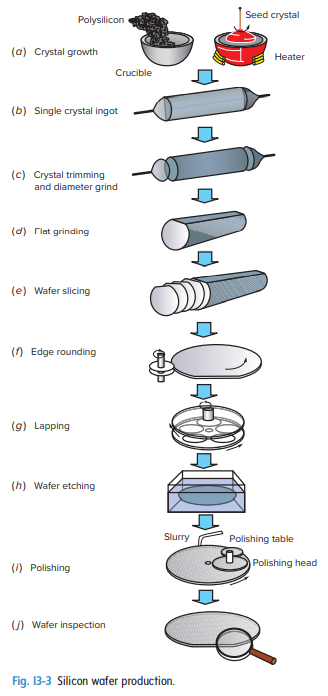 Polysilicon
Seed crystal
(a) Crystal growth
Heater
Crucible
(b) Single crystal ingot
(c) Crystal trimming
and diameter grind
(d) Flat grinding
(e) Wafer slicing
(f) Edge rounding
(g) Lapping
(h) Wafer etching
Slurry
Polishing table
Polishing head
(i) Polishing
(j) Wafer inspection
Fig. 13-3 Silicon wafer production.